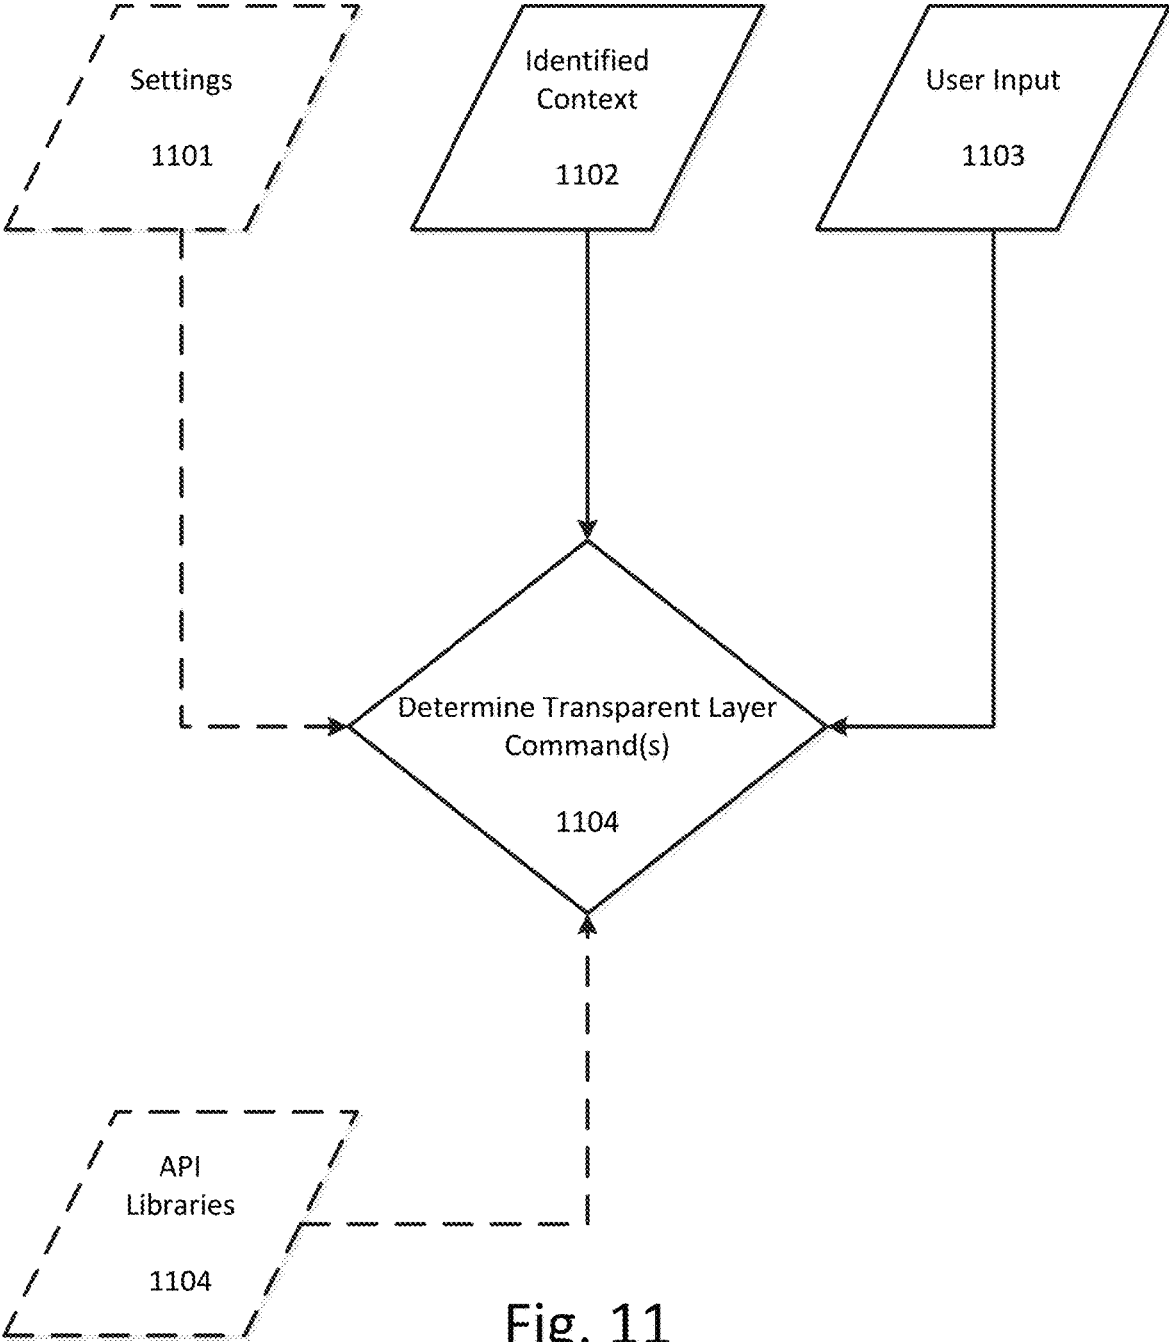 Settings
1101
Identified
Context
1102
User Input
1103
Determine Transparent Layer
Command(s)
1104
API
Libraries
1104
Fig. 11